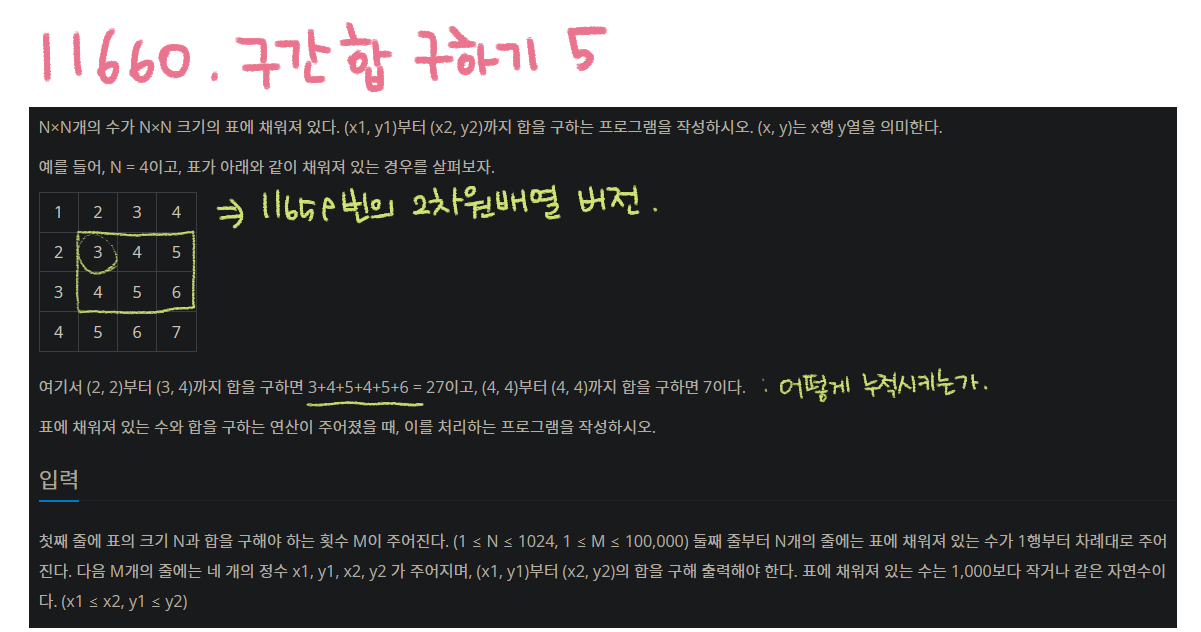 11660. 구간 합 구하기 5
N×N개의 수가 N×N 크기의 표에 채워져 있다. (x1, y1)부터 (x2, y2)까지 합을 구하는 프로그램을 작성하시오. (x, y)는 x행 y열을 의미한다.
예를 들어, N = 4이고, 표가 아래와 같이 채워져 있는 경우를 살펴보자.
1 2 3 4 ⇒ 11659번의 2차원배열 버전.
2 3 4 5
3 4 5 6
4 5 6 7
여기서 (2, 2)부터 (3, 4)까지 합을 구하면 3+4+5+4+5+6 = 27이고, (4, 4)부터 (4, 4)까지 합을 구하면 7이다. : 어떻게 누적시키는가.
표에 채워져 있는 수와 합을 구하는 연산이 주어졌을 때, 이를 처리하는 프로그램을 작성하시오.
입력
첫째 줄에 표의 크기 N과 합을 구해야 하는 횟수 M이 주어진다. (1 ≤ N ≤ 1024, 1 ≤ M ≤ 100,000) 둘째 줄부터 N개의 줄에는 표에 채워져 있는 수가 1행부터 차례대로 주어
진다. 다음 M개의 줄에는 네 개의 정수 x1, y1, x2, y2 가 주어지며, (x1, y1)부터 (x2, y2)의 합을 구해 출력해야 한다. 표에 채워져 있는 수는 1,000보다 작거나 같은 자연수이
다. (x1 ≤ x2, y1 ≤ y2)